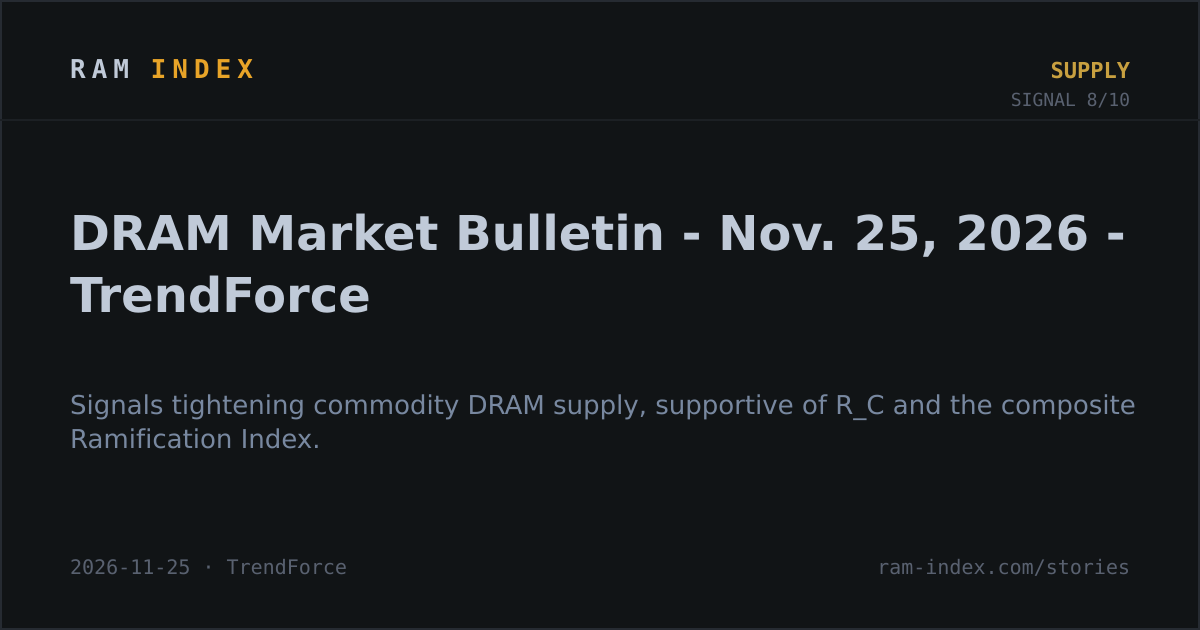 RAM INDEX
SUPPLY
SIGNAL 8/10
DRAM Market Bulletin - Nov. 25, 2026 -
TrendForce
Signals tightening commodity DRAM supply, supportive of R_C and the composite
Ramification Index.
2026-11-25 · TrendForce
ram-index.com/stories